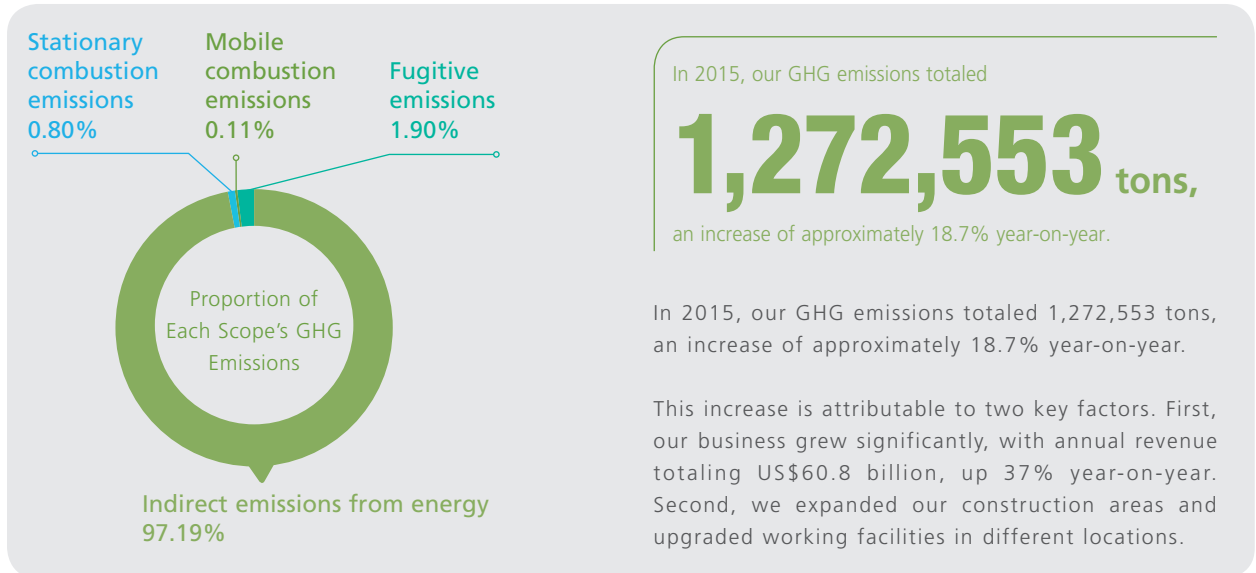 Stationary
combustion
emissions
0.80%
Mobile
combustion
emissions
0.11%
Fugitive
emissions
1.90%
Proportion of
Each Scope's GHG
Emissions
Indirect emissions from energy
97.19%
In 2015, our GHG emissions totaled
1,272,553 tons,
an increase of approximately 18.7% year-on-year.
In 2015, our GHG emissions totaled 1,272,553 tons,
an increase of approximately 18.7% year-on-year.
This increase is attributable to two key factors. First,
our business grew significantly, with annual revenue
totaling US$60.8 billion, up 37% year-on-year.
Second, we expanded our construction areas and
upgraded working facilities in different locations.